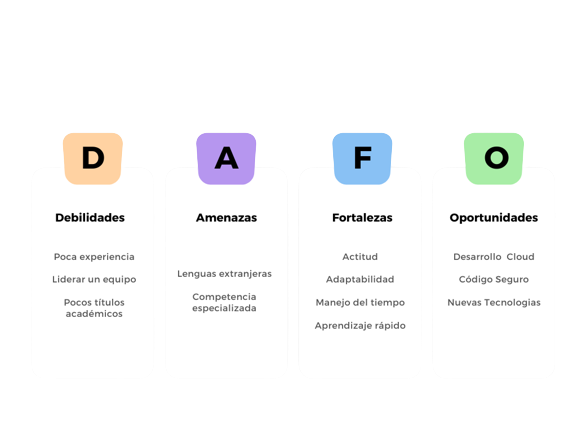 D
A
F
O
Debilidades
Poca experiencia
Liderar un equipo
Pocos títulos
académicos
Amenazas
Lenguas extranjeras
Competencia
especializada
Fortalezas
Actitud
Adaptabilidad
Manejo del tiempo
Aprendizaje rápido
Oportunidades
Desarrollo Cloud
Código Seguro
Nuevas Tecnologias